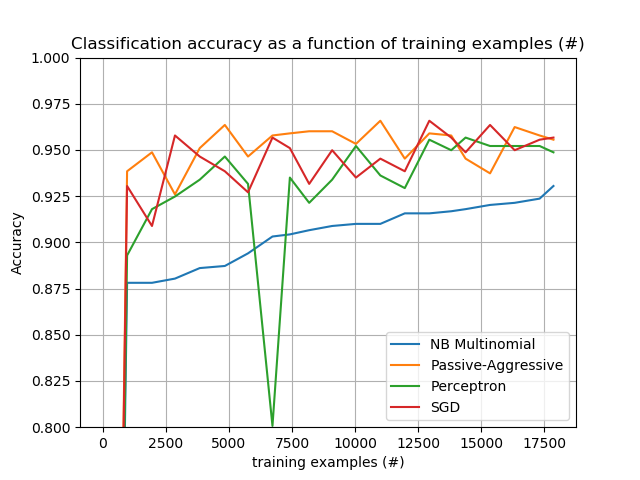 Classification accuracy as a function of training examples (#)
1.000
0.975
0.950
0.925
0.900
0.875
0.850
0.825
0.800
Accuracy
NB Multinomial
Passive-Aggressive
Perceptron
SGD
0 2500 5000 7500 10000 12500 15000 17500
training examples (#)